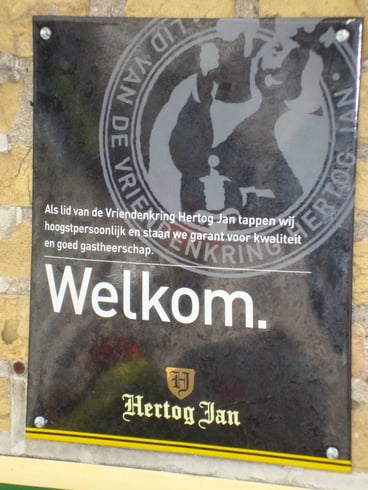 LID VAN DE VRIENDENKRING HERTOG JAN
Als lid van de Vriendenkring Hertog Jan tappen wij
hoogstpersoonlijk en staan we garant voor kwaliteit
en goed gastheerschap.
Welkom.
H
Hertog Jan